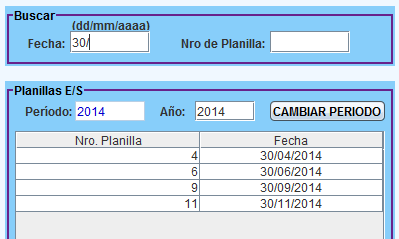 Buscar
(dd/mm/aaaa)
Fecha: 30/ Nro de Planilla:
Planillas E/S
Período: 2014 Año: 2014 CAMBIAR PERIODO
Nro. Planilla Fecha
4 30/04/2014
6 30/06/2014
9 30/09/2014
11 30/11/2014